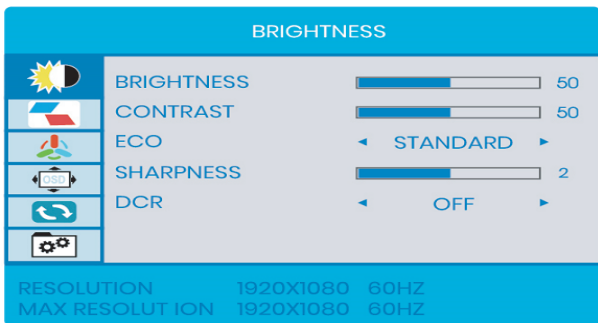 BRIGHTNESS
BRIGHTNESS 50
CONTRAST 50
ECO STANDARD
SHARPNESS 2
OSD
DCR OFF
RESOLUTION 1920X1080 60HZ
MAX RESOLUT ION 1920X1080 60HZ